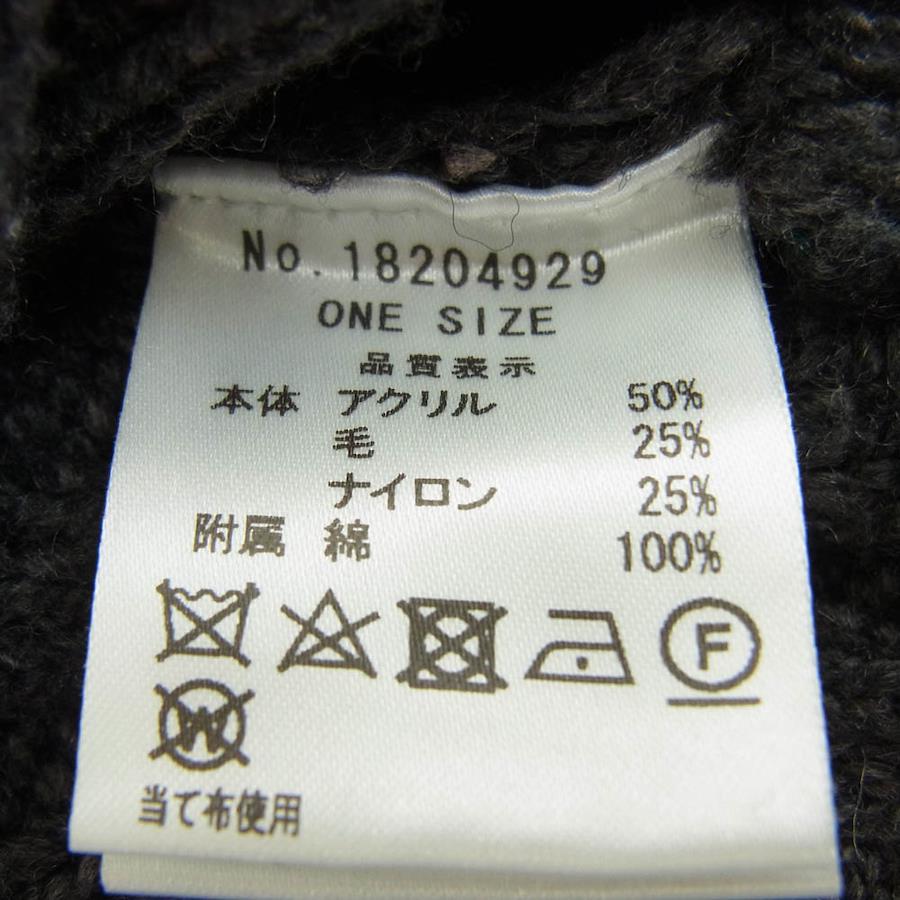 No.18204929
ONE SIZE
品質表示
本体 アクリル 50%
毛 25%
ナイロン 25%
附属 綿 100%
F
W
当て布使用